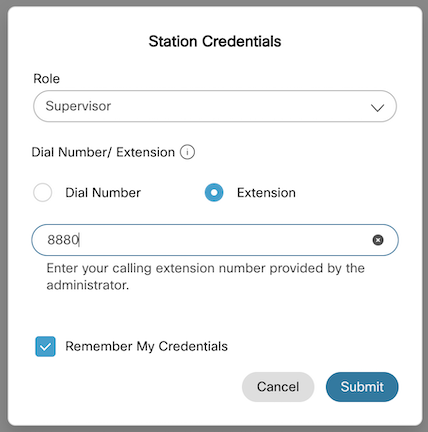 Station Credentials
Role
Supervisor
Dial Number/ Extension
Dial Number
Extension
8880
Enter your calling extension number provided by the
administrator.
Remember My Credentials
Cancel
Submit